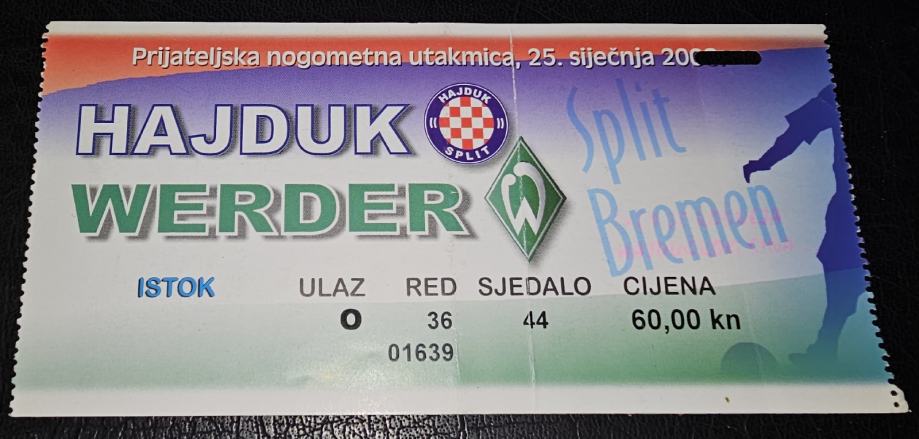 Prijateljska nogometna utakmica, 25. siječnja
HAJDUK
HAJDUK
SPLIT
WERDER
W
Split
Bremen
ISTOK
ULAZ RED SJEDALO CIJENA
O 36 44 60,00 kn
01639